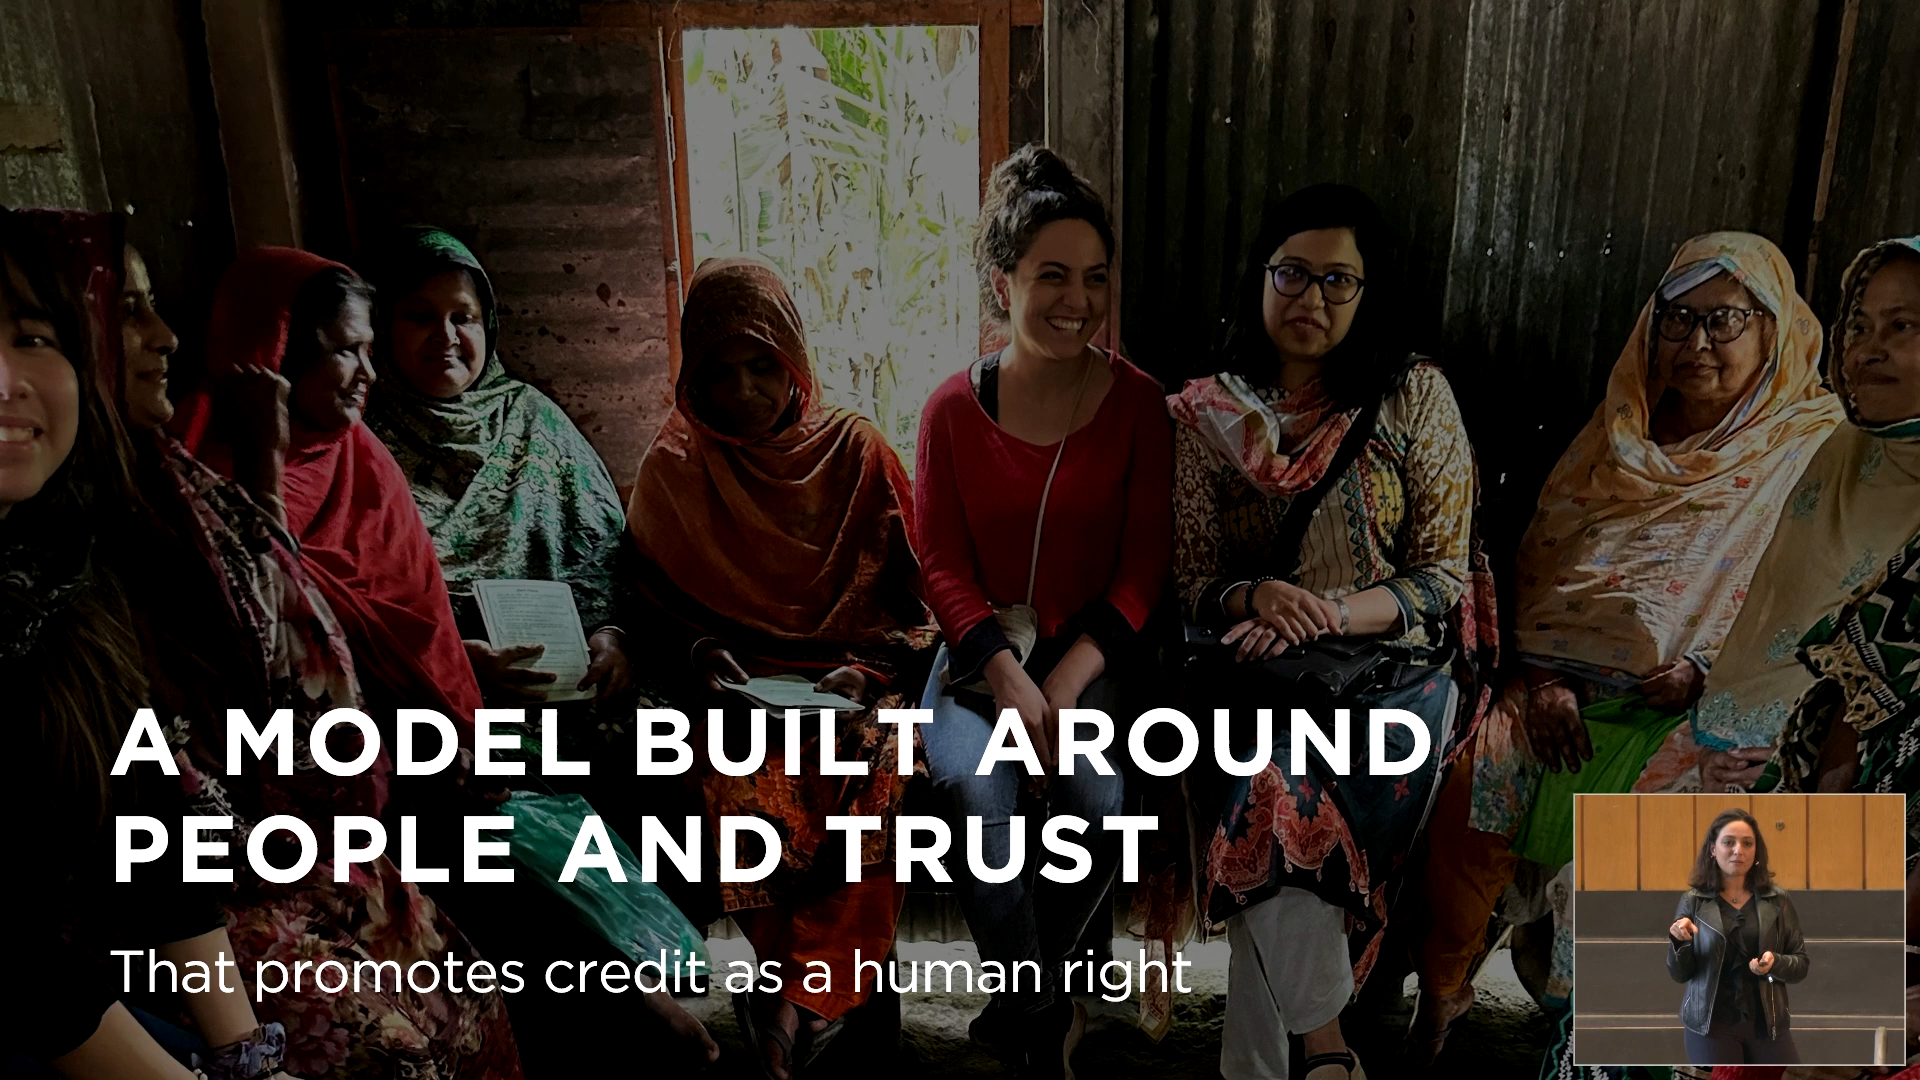 A MODEL BUILT AROUND
PEOPLE AND TRUST
That promotes credit as a human right